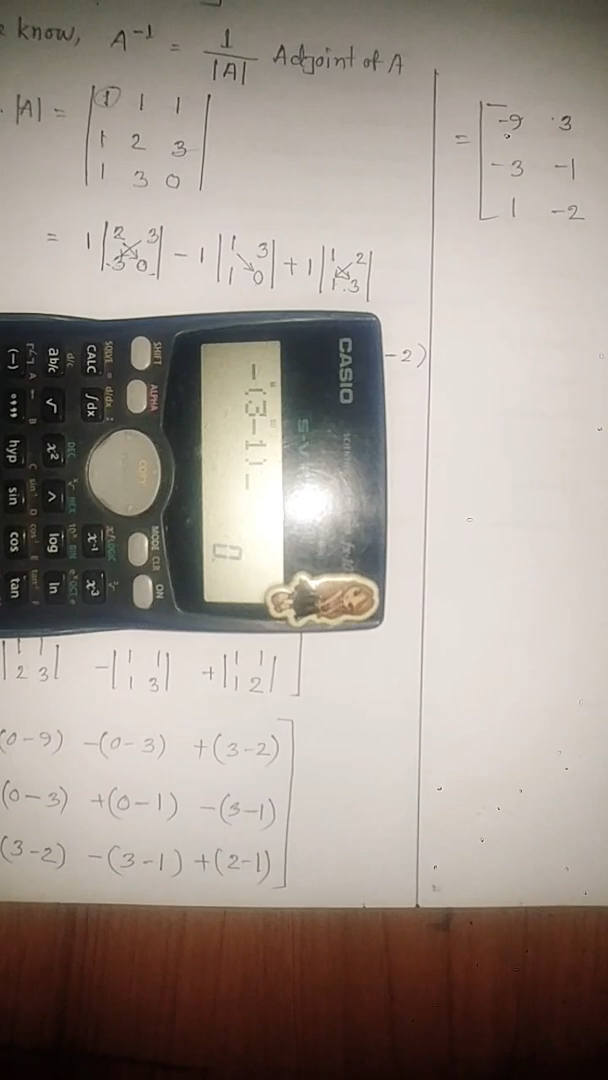 know, A⁻¹ = 1/|A| Adjoint of A
|A| = | 1 1 1 |
| 1 2 3 |
| 1 3 0 |
= 1 |2 3| - 1 |1 3| + 1 |1 2|
|3 0| |1 0| |1 3|
-2)
= [ -9 3
-3 -1
1 -2
CASIO
-(3-1)
0.
SHIFT ALPHA MODE CLR ON
SOLVE =
CALC ∫dx x⁻¹ x³
d/c
ab/c √ x² ^ log ln
(-) °’” hyp sin cos tan
COPY
|1 1| -|1 1| +|1 1|
|2 3| |1 3| |1 2|
(0-9) -(0-3) +(3-2)
(0-3) +(0-1) -(3-1)
(3-2) -(3-1) +(2-1)